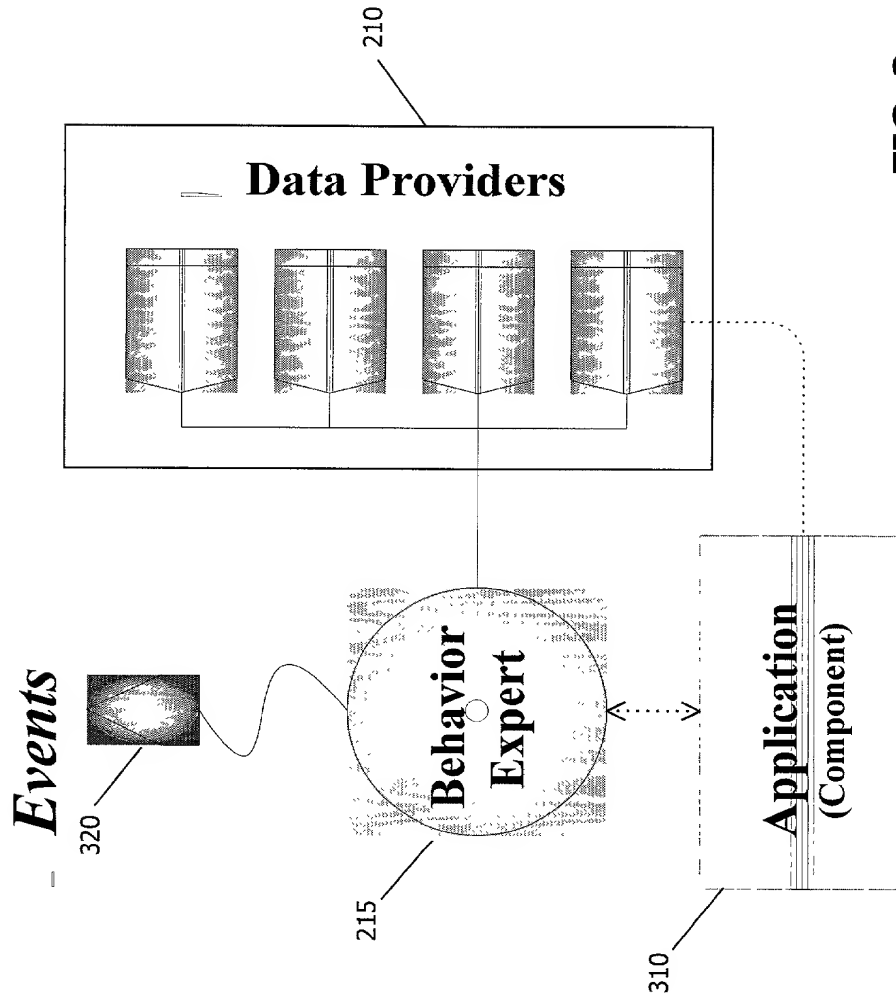 Events
320
Behavior
Expert
215
Data Providers
210
Application
(Component)
310